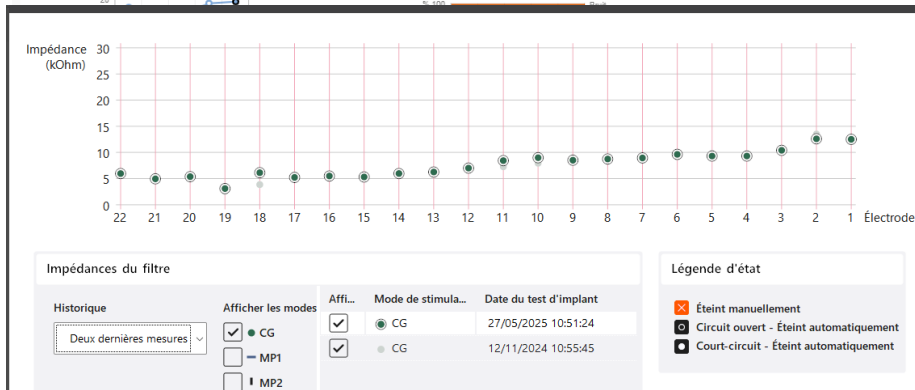 20
% 100
Impédance 30
(kOhm)
25
20
15
10
5
0
22 21 20 19 18 17 16 15 14 13 12 11 10 9 8 7 6 5 4 3 2 1 Électrode
Impédances du filtre
Légende d'état
Historique
Afficher les modes
Affi... Mode de stimula... Date du test d'implant
Deux dernières mesures
CG
CG 27/05/2025 10:51:24
MP1
CG 12/11/2024 10:55:45
MP2
Éteint manuellement
Circuit ouvert - Éteint automatiquement
Court-circuit - Éteint automatiquement